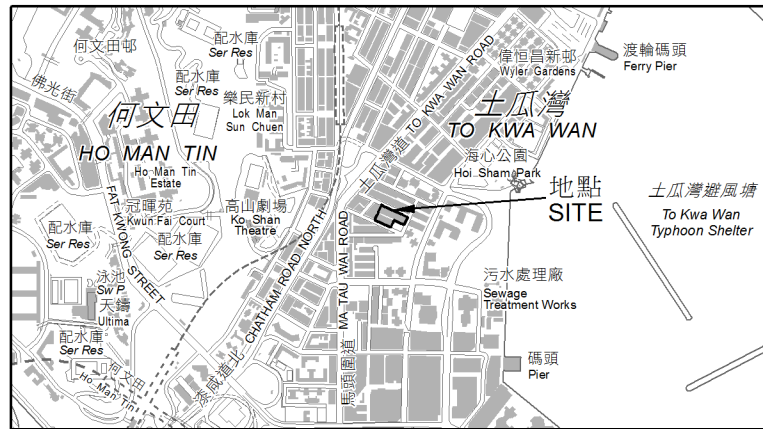 何文田邨
配水庫
Ser Res
偉恒昌新邨
Wyler Gardens
渡輪碼頭
Ferry Pier
佛光街
配水庫
Ser Res
樂民新村
Lok Man
Sun Chuen
何文田
HO MAN TIN
Ho Man Tin
Estate
土瓜灣道 TO KWA WAN ROAD
土瓜灣
TO KWA WAN
海心公園
Hoi Sham Park
地點
SITE
土瓜灣避風塘
To Kwa Wan
Typhoon Shelter
冠暉苑
Kwun Fai Court
高山劇場
Ko Shan
Theatre
配水庫
Ser Res
配水庫
Ser Res
FAT KWONG STREET
泳池
Sw P
天鑄
Ultima
配水庫
Ser Res
何文田
Ho Man Tin
漆咸道北 CHATHAM ROAD NORTH
馬頭圍道 MA TAU WAI ROAD
污水處理廠
Sewage
Treatment Works
碼頭
Pier